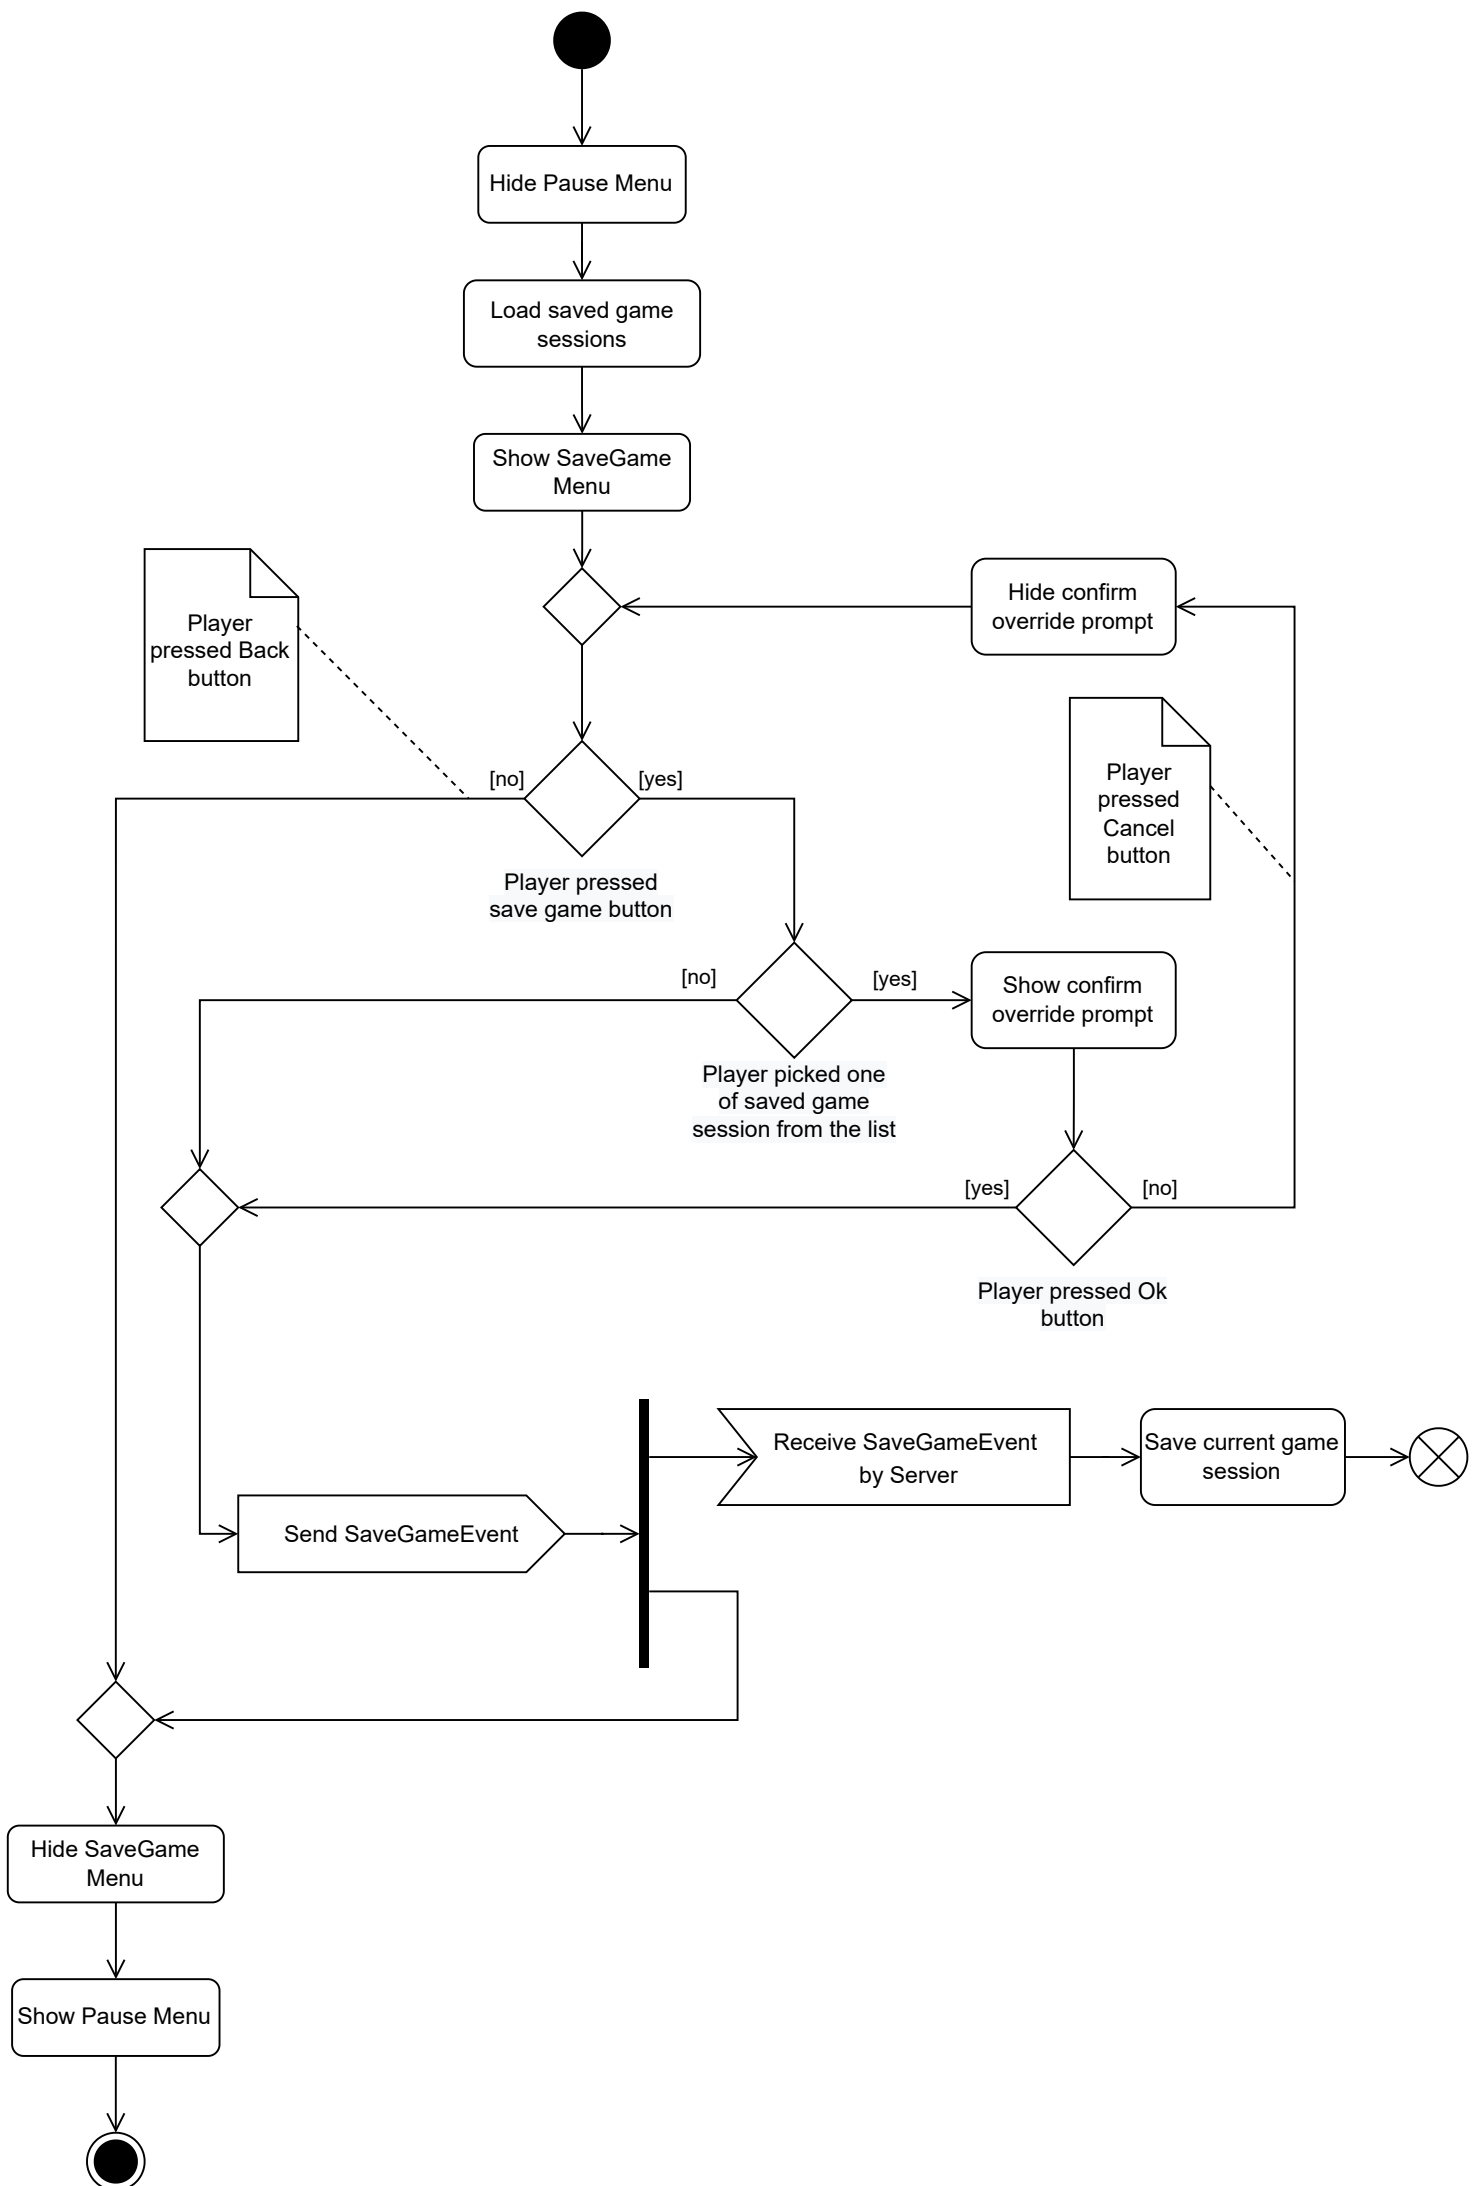 Hide Pause Menu
Load saved game
sessions
Show SaveGame
Menu
Hide confirm
override prompt
Player
pressed Back
button
Player
pressed
Cancel
button
[no]
[yes]
Player pressed
save game button
[no]
[yes]
Show confirm
override prompt
Player picked one
of saved game
session from the list
[yes]
[no]
Player pressed Ok
button
Receive SaveGameEvent
by Server
Save current game
session
Send SaveGameEvent
Hide SaveGame
Menu
Show Pause Menu